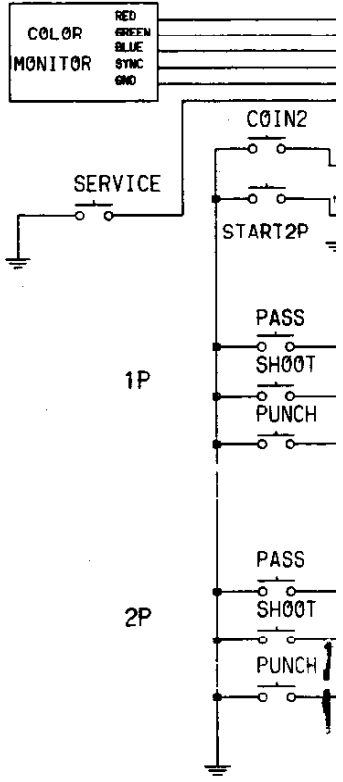 RED
GREEN
COLOR
BLUE
MONITOR
SYNC
GND
COIN2
SERVICE
START2P
PASS
SHOOT
1P
PUNCH
PASS
SHOOT
2P
PUNCH